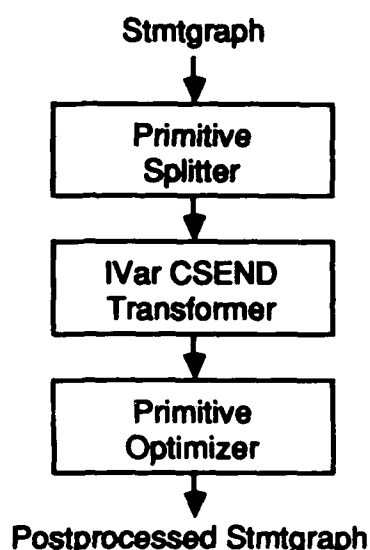 Stmtgraph
Primitive
Splitter
IVar CSEND
Transformer
Primitive
Optimizer
Postprocessed Stmtgraph